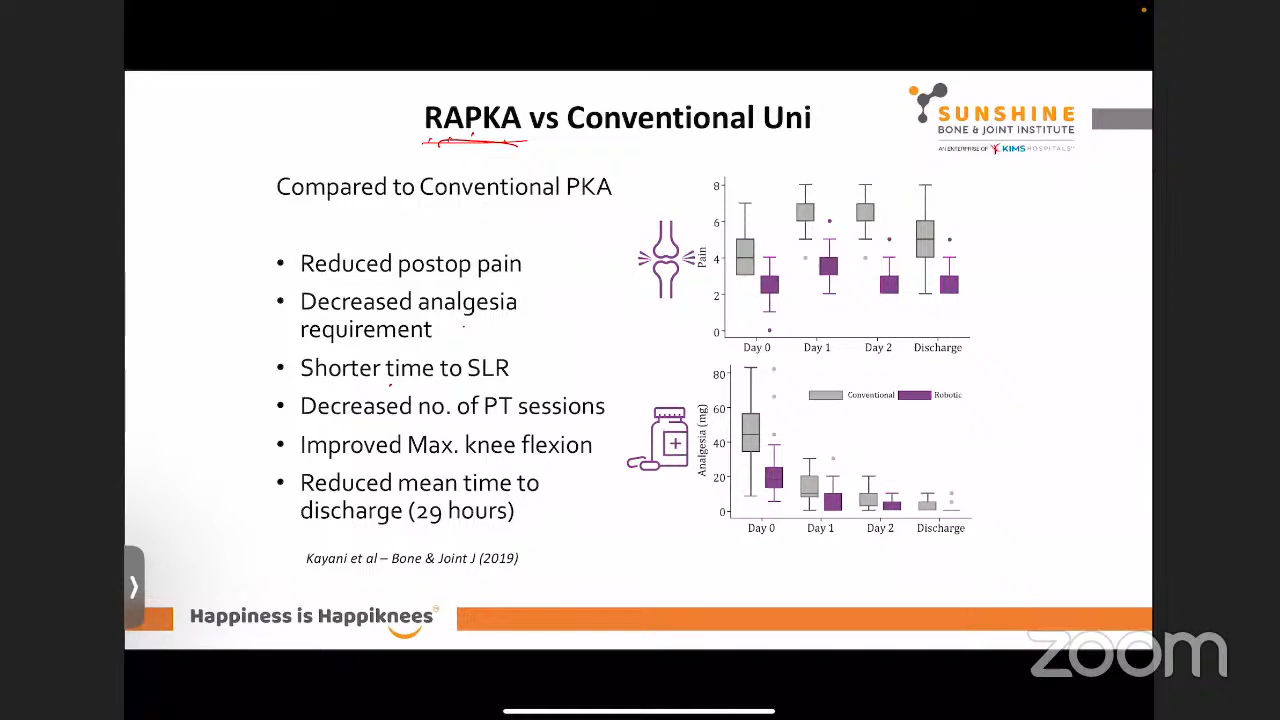 RAPKA vs Conventional Uni
SUNSHINE
BONE & JOINT INSTITUTE
AN ENTERPRISE OF KIMS HOSPITALS
Compared to Conventional PKA
• Reduced postop pain
• Decreased analgesia
requirement
• Shorter time to SLR
• Decreased no. of PT sessions
• Improved Max. knee flexion
• Reduced mean time to
discharge (29 hours)
Kayani et al – Bone & Joint J (2019)
Pain
8
6
4
2
0
Day 0 Day 1 Day 2 Discharge
Analgesia (mg)
80
60
40
20
0
Conventional Robotic
Day 0 Day 1 Day 2 Discharge
Happiness is Happiknees
zoom